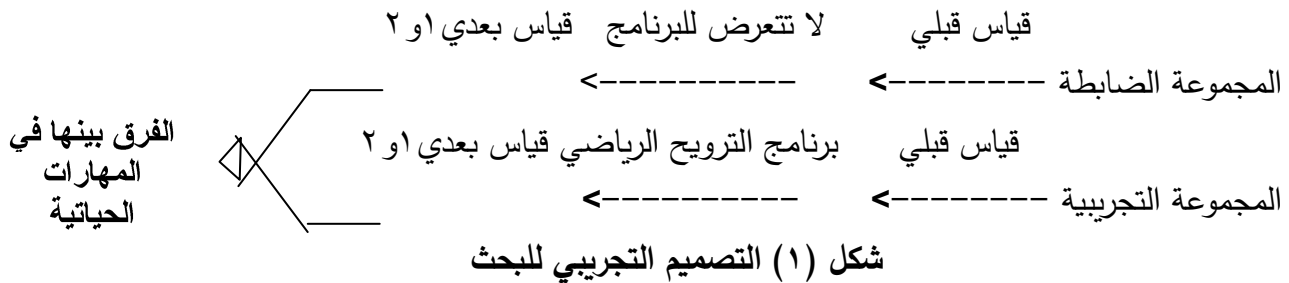 قياس قبلي لا تتعرض للبرنامج قياس بعدي ١و ٢
المجموعة الضابطة --------> ---------->
قياس قبلي برنامج الترويح الرياضي قياس بعدي ١و ٢
المجموعة التجريبية --------> ---------->
الفرق بينها في
المهارات
الحياتية
شكل (١) التصميم التجريبي للبحث